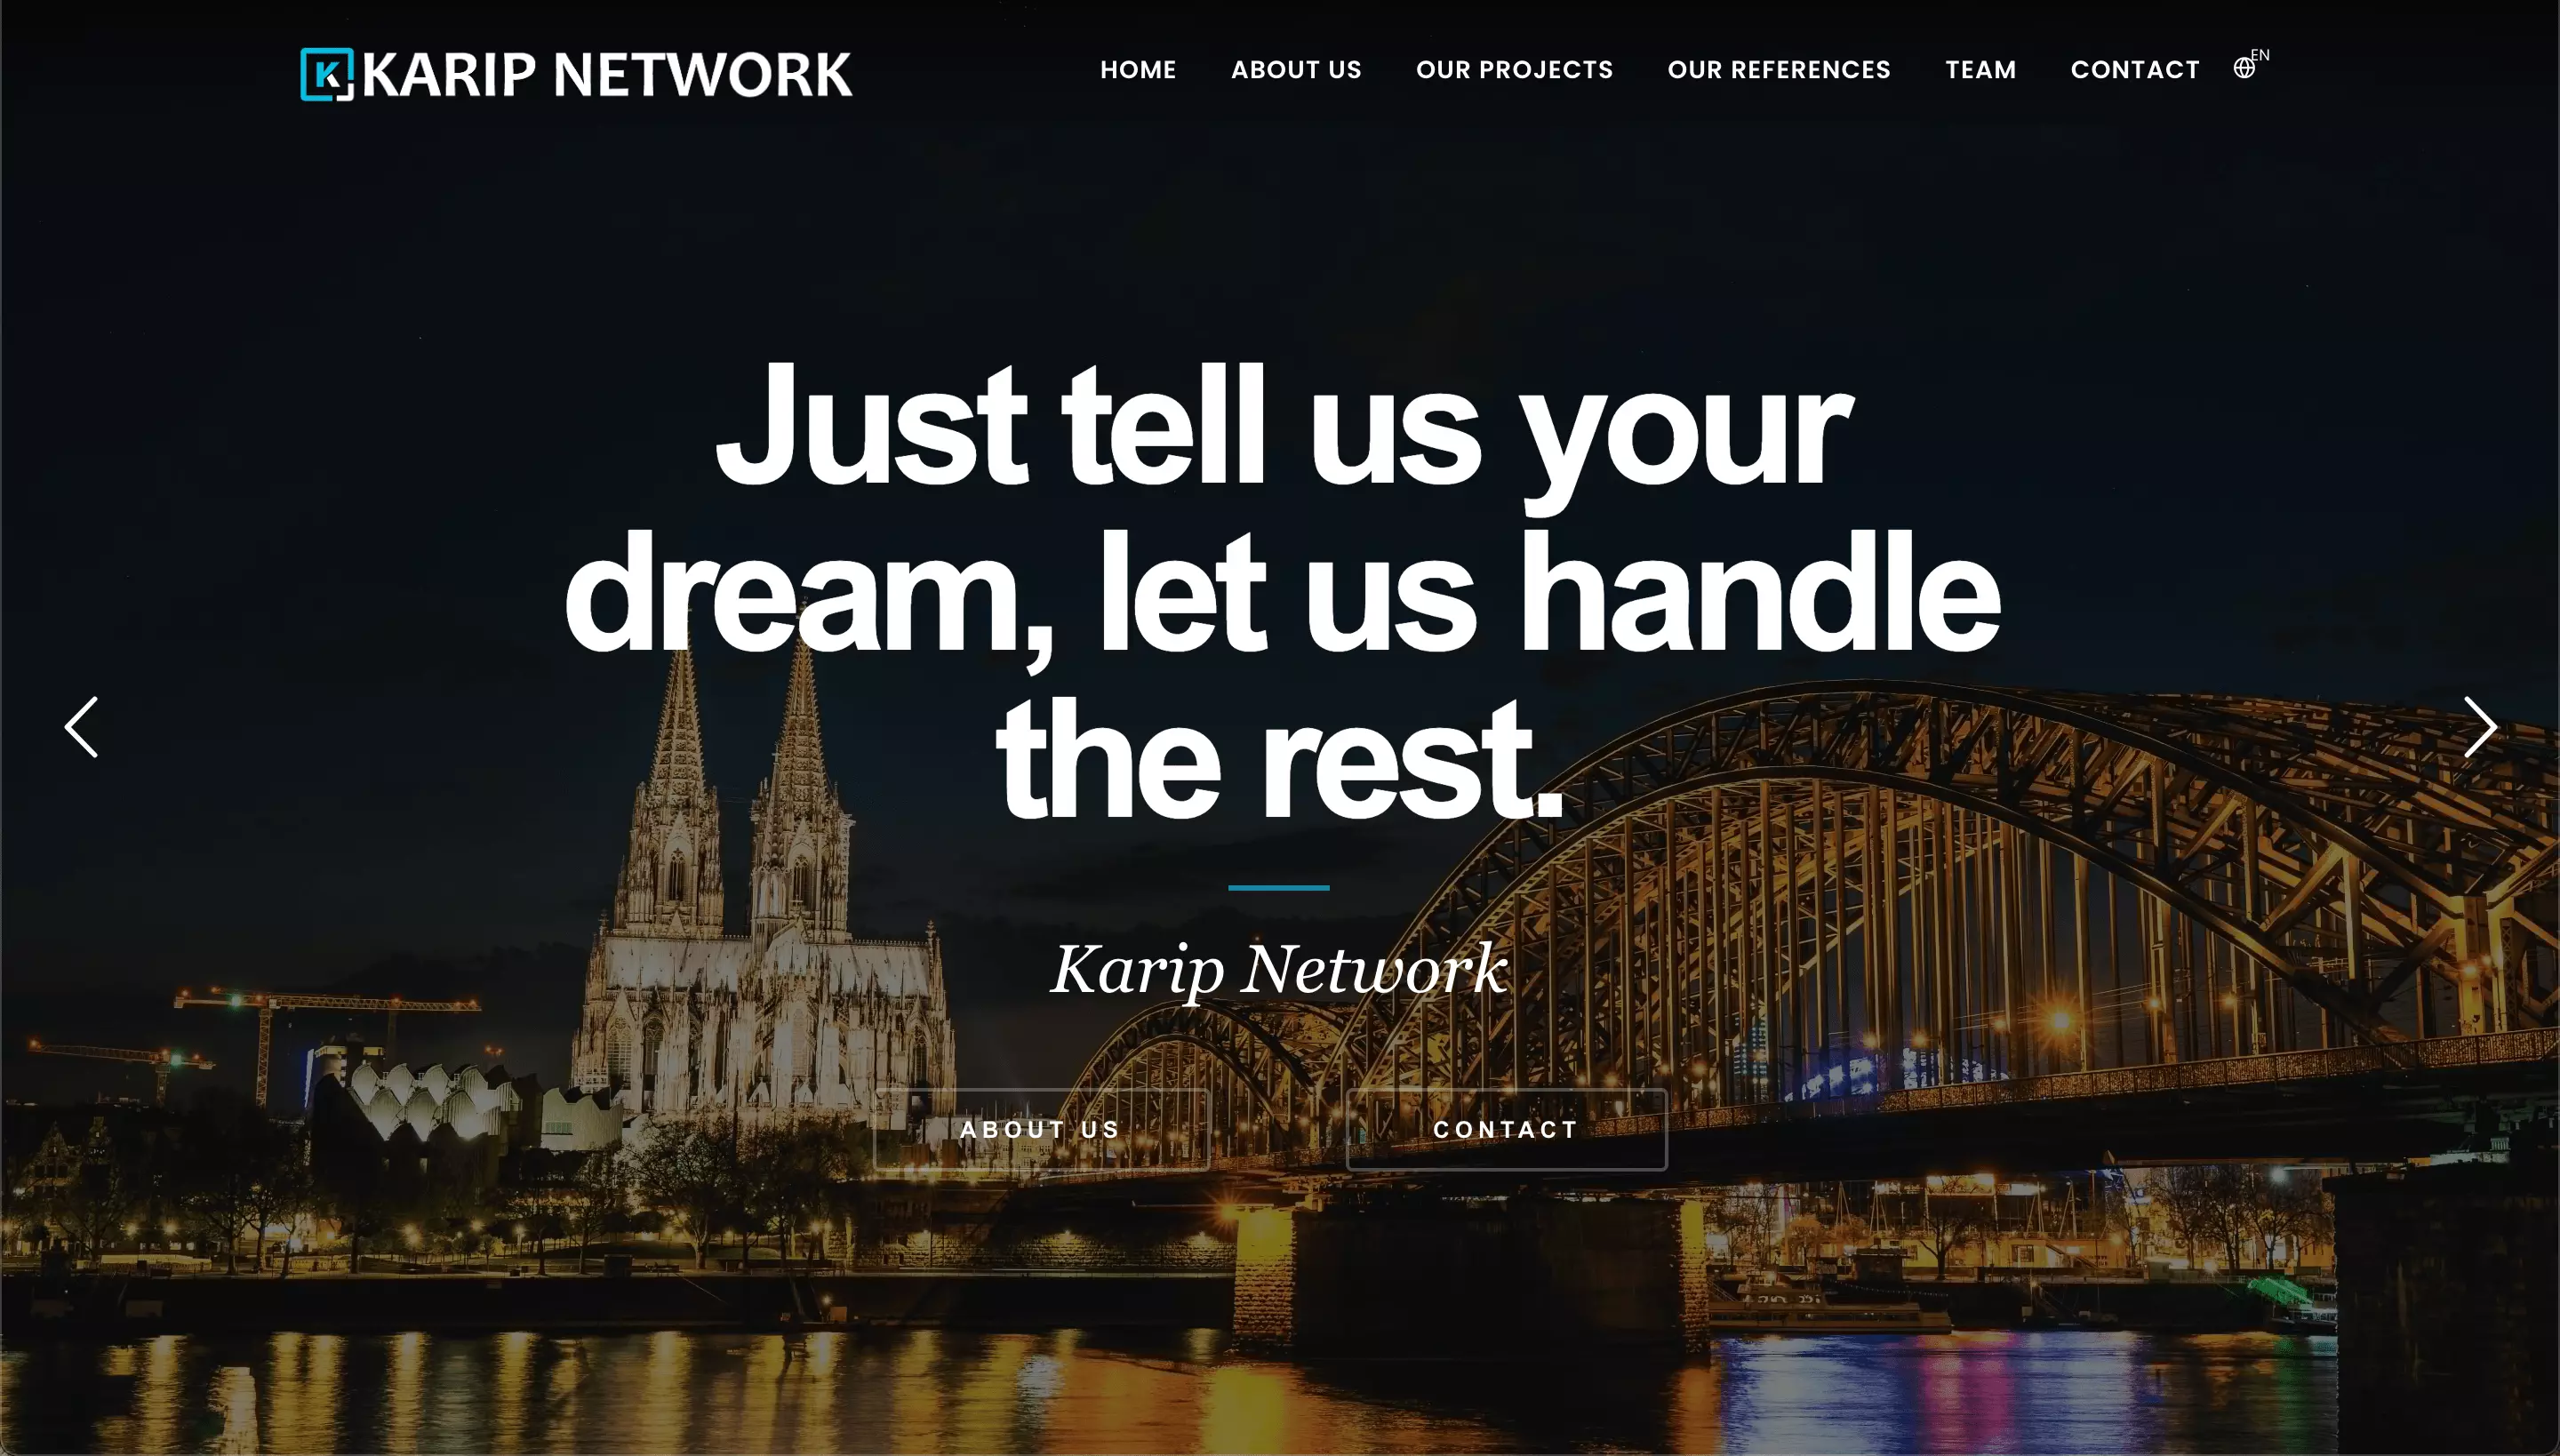 KARIP NETWORK
HOME ABOUT US OUR PROJECTS OUR REFERENCES TEAM CONTACT EN
Just tell us your
dream, let us handle
the rest.
Karip Network
ABOUT US CONTACT